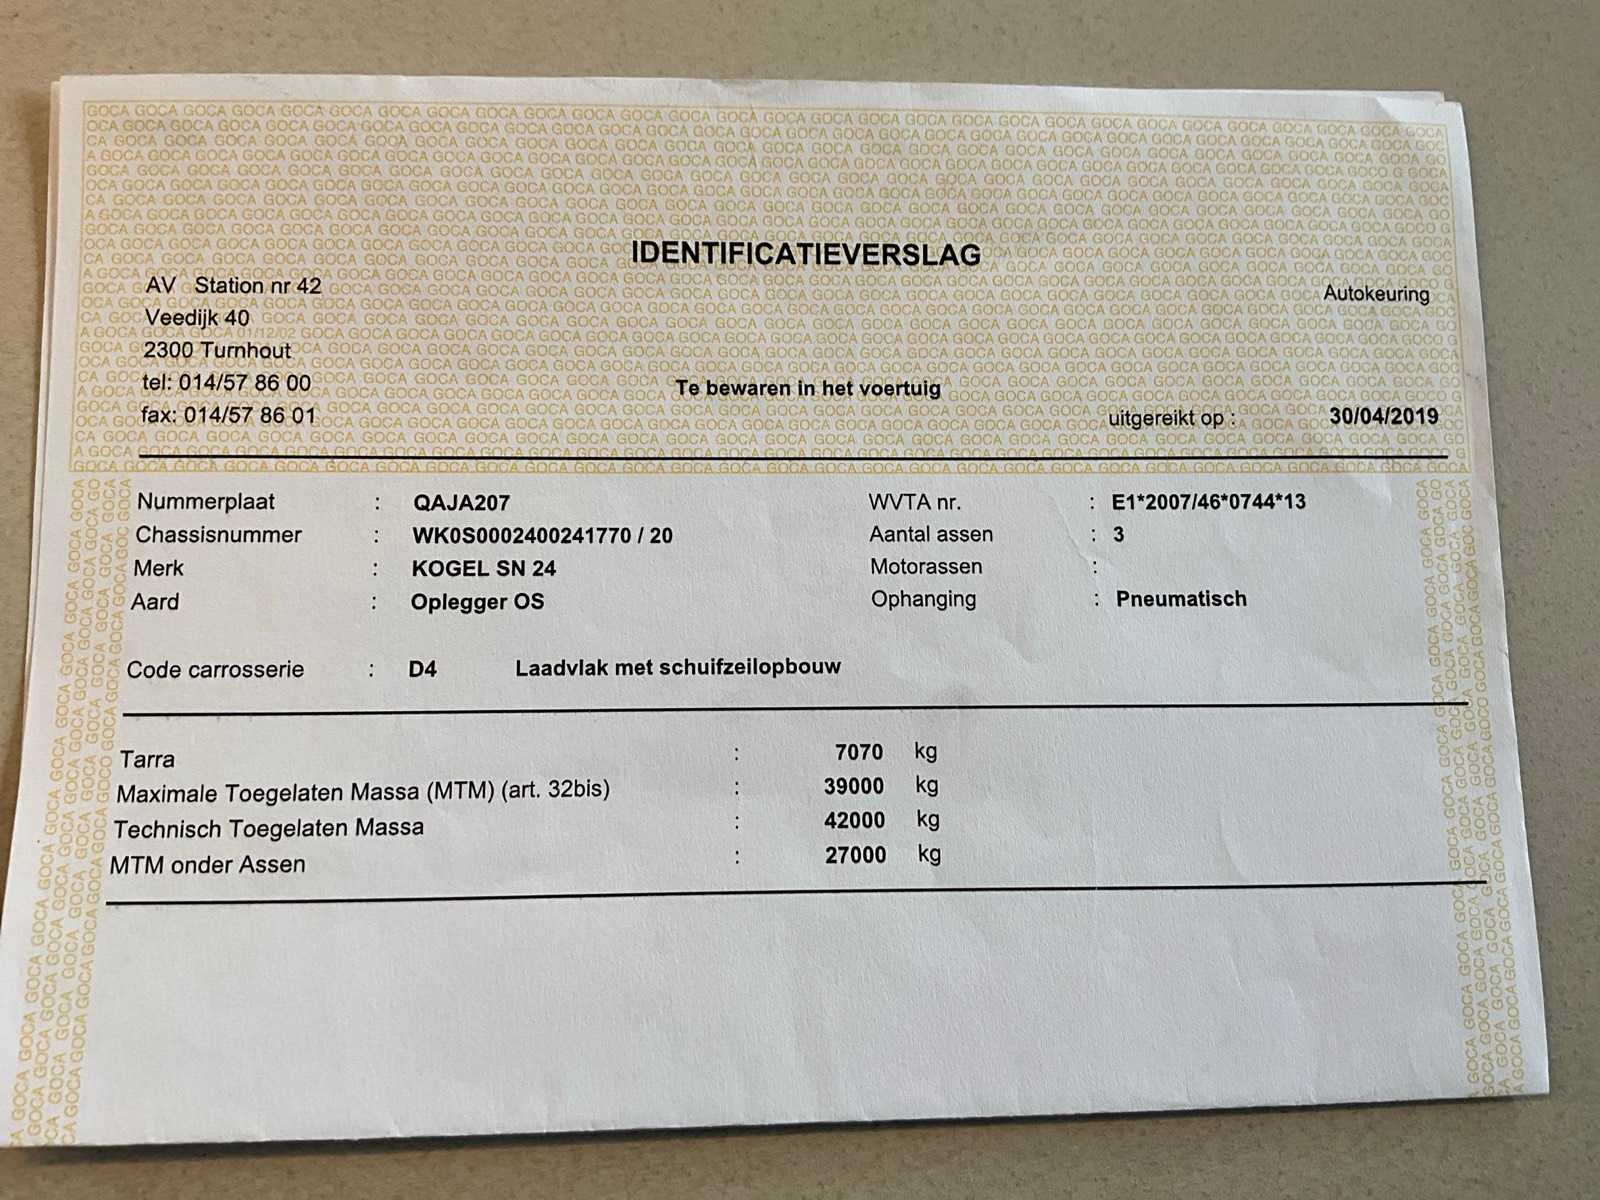 IDENTIFICATIEVERSLAG
AV Station nr 42
Autokeuring
Veedijk 40
2300 Turnhout
tel: 014/57 86 00
Te bewaren in het voertuig
fax: 014/57 86 01
uitgereikt op : 30/04/2019
Nummerplaat : QAJA207
WVTA nr. : E1*2007/46*0744*13
Chassisnummer : WK0S0002400241770 / 20
Aantal assen : 3
Merk : KOGEL SN 24
Motorassen :
Aard : Oplegger OS
Ophanging : Pneumatisch
Code carrosserie : D4 Laadvlak met schuifzeilopbouw
Tarra : 7070 kg
Maximale Toegelaten Massa (MTM) (art. 32bis) : 39000 kg
Technisch Toegelaten Massa : 42000 kg
MTM onder Assen : 27000 kg